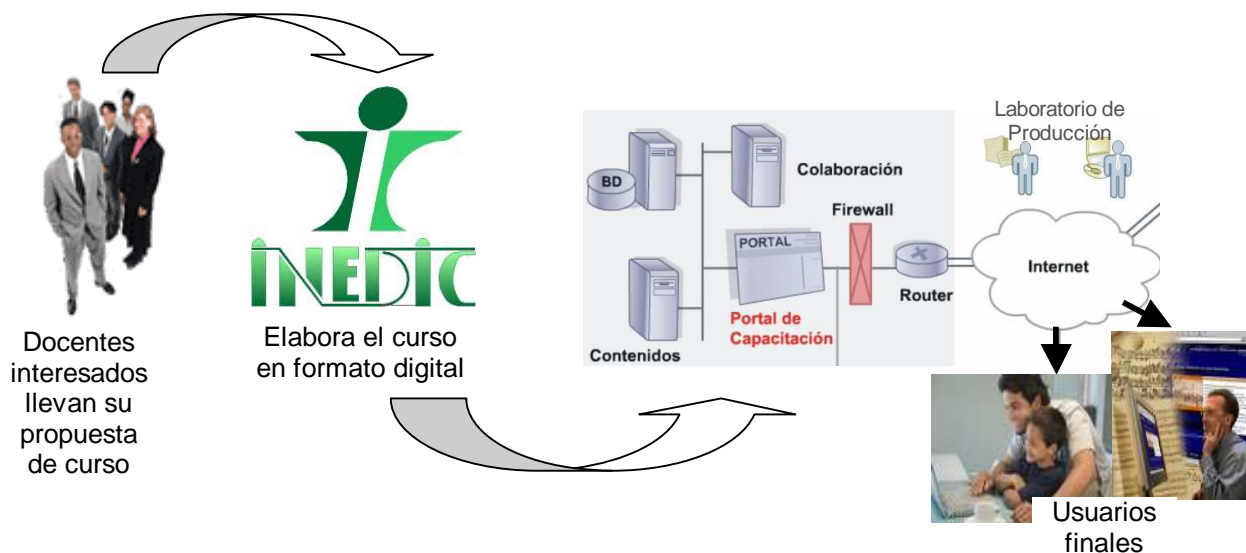 Docentes
interesados
llevan su
propuesta
de curso
INEDIC
Elabora el curso
en formato digital
BD
Colaboración
Contenidos
PORTAL
Portal de
Capacitación
Firewall
Router
Laboratorio de
Producción
Internet
Usuarios
finales